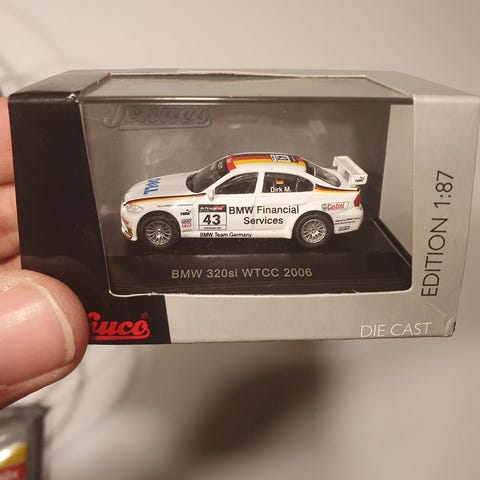 Schuco
Dirk M.
43
BMW Financial
Services
Castrol
BMW Team Germany
BMW 320si WTCC 2006
EDITION 1:87
DIE CAST
uco